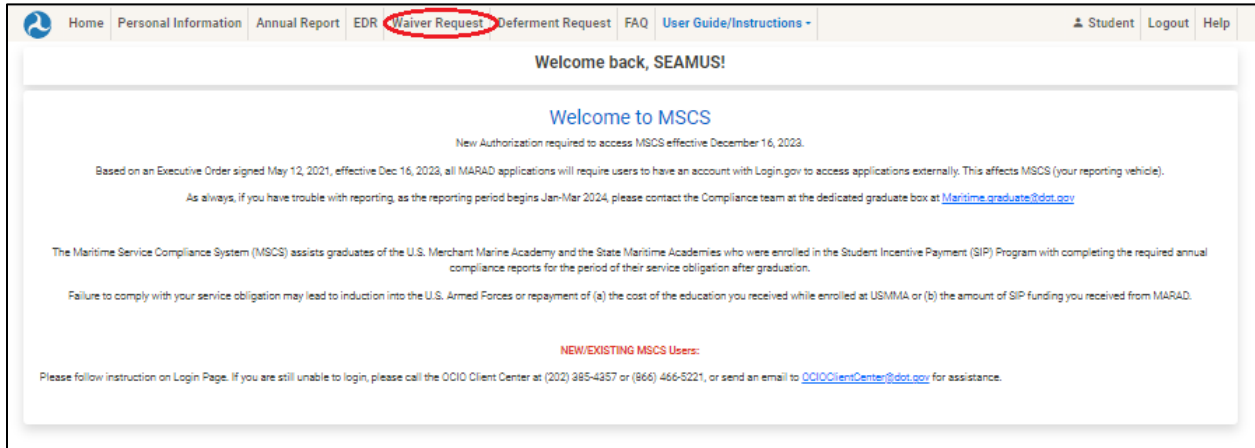 Home Personal Information Annual Report EDR Waiver Request Deferment Request FAQ User Guide/Instructions Student Logout Help
Welcome back, SEAMUS!
Welcome to MSCS
New Authorization required to access MSCS effective December 16, 2023.
Based on an Executive Order signed May 12, 2021, effective Dec 16, 2023, all MARAD applications will require users to have an account with Login.gov to access applications externally. This affects MSCS (your reporting vehicle).
As always, if you have trouble with reporting, as the reporting period begins Jan-Mar 2024, please contact the Compliance team at the dedicated graduate box at Maritime.graduate@dot.gov
The Maritime Service Compliance System (MSCS) assists graduates of the U.S. Merchant Marine Academy and the State Maritime Academies who were enrolled in the Student Incentive Payment (SIP) Program with completing the required annual
compliance reports for the period of their service obligation after graduation.
Failure to comply with your service obligation may lead to induction into the U.S. Armed Forces or repayment of (a) the cost of the education you received while enrolled at USMMA or (b) the amount of SIP funding you received from MARAD.
NEW/EXISTING MSCS Users:
Please follow instruction on Login Page. If you are still unable to login, please call the OCIO Client Center at (202) 385-4357 or (866) 466-5221, or send an email to OCIOClientCenter@dot.gov for assistance.